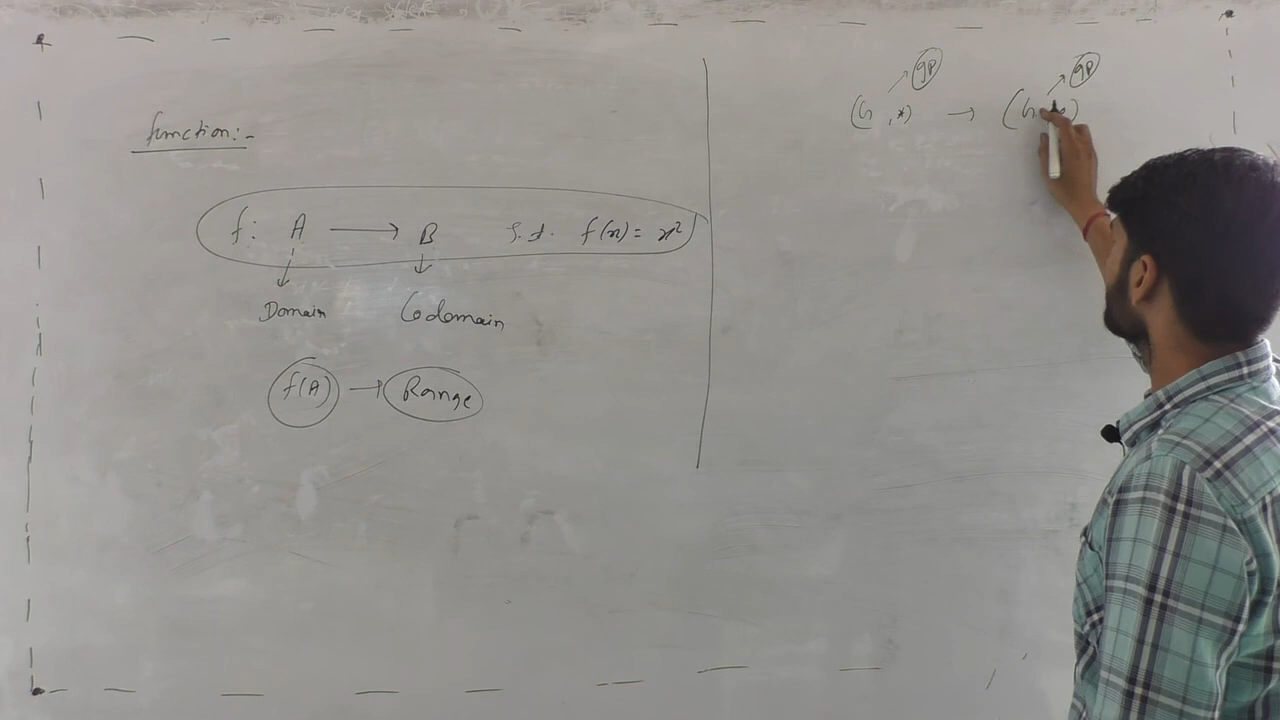 function:-
f: A ⟶ B s.t. f(x) = x²
Domain
Codomain
f(A) → Range
gp
gp
(G , *) → (G